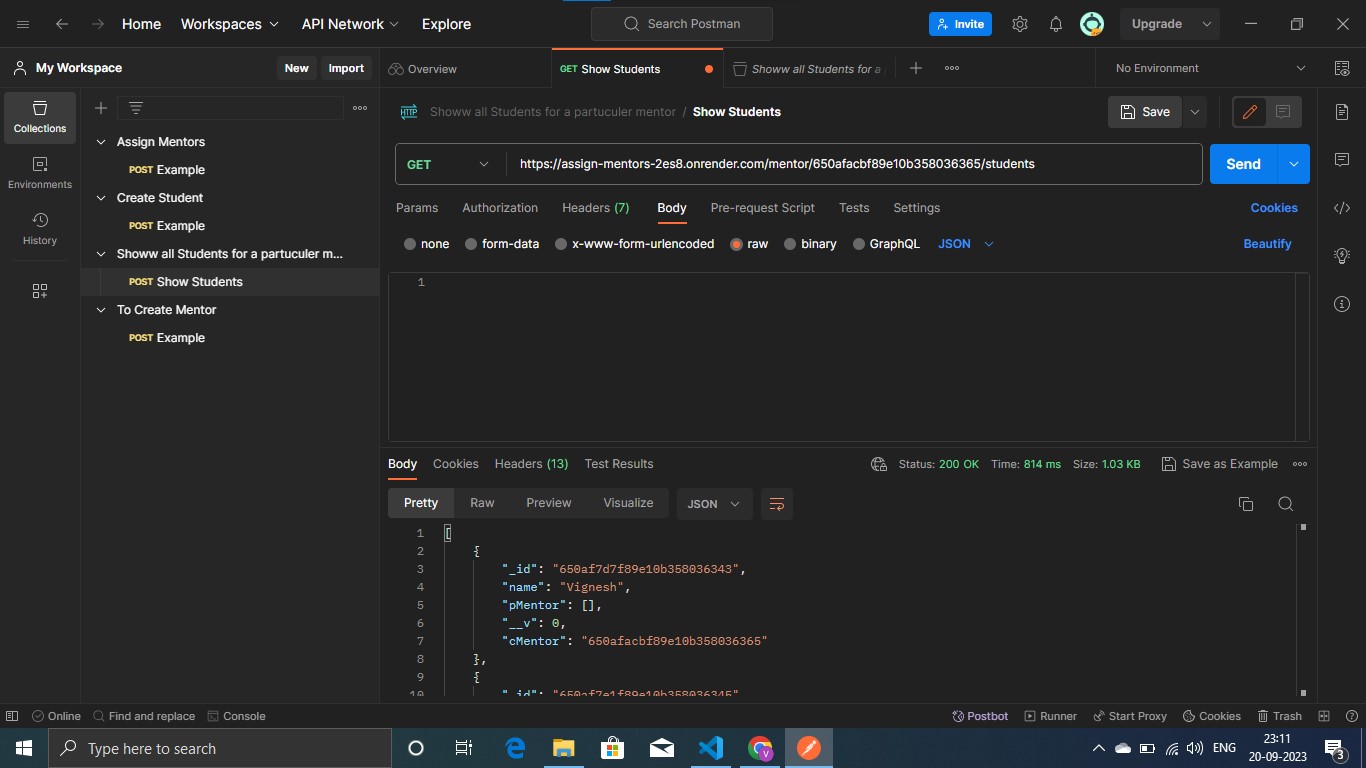 Home Workspaces API Network Explore Search Postman Invite Upgrade
My Workspace New Import Overview GET Show Students Showw all Students for a No Environment
Showw all Students for a partuculer mentor / Show Students Save
Collections
Environments
History
Assign Mentors
POST Example
Create Student
POST Example
Showw all Students for a partuculer m...
POST Show Students
To Create Mentor
POST Example
GET https://assign-mentors-2es8.onrender.com/mentor/650afacbf89e10b358036365/students Send
Params Authorization Headers (7) Body Pre-request Script Tests Settings Cookies
none form-data x-www-form-urlencoded raw binary GraphQL JSON Beautify
1
Body Cookies Headers (13) Test Results Status: 200 OK Time: 814 ms Size: 1.03 KB Save as Example
Pretty Raw Preview Visualize JSON
1 [
2 {
3 "_id": "650af7d7f89e10b358036343",
4 "name": "Vignesh",
5 "pMentor": [],
6 "__v": 0,
7 "cMentor": "650afacbf89e10b358036365"
8 },
9 {
10 "_id": "650af7e1f89e10b358036345"
Online Find and replace Console Postbot Runner Start Proxy Cookies Trash
Type here to search ENG 23:11
20-09-2023 3